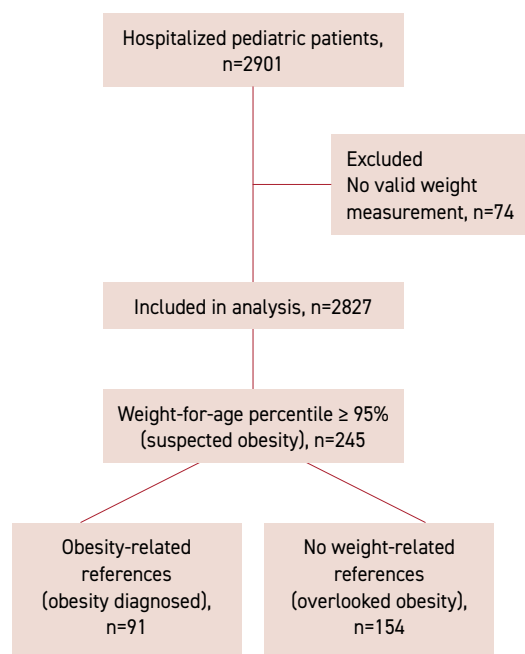 Hospitalized pediatric patients,
n=2901
Excluded
No valid weight
measurement, n=74
Included in analysis, n=2827
Weight-for-age percentile ≥ 95%
(suspected obesity), n=245
Obesity-related
references
(obesity diagnosed),
n=91
No weight-related
references
(overlooked obesity),
n=154